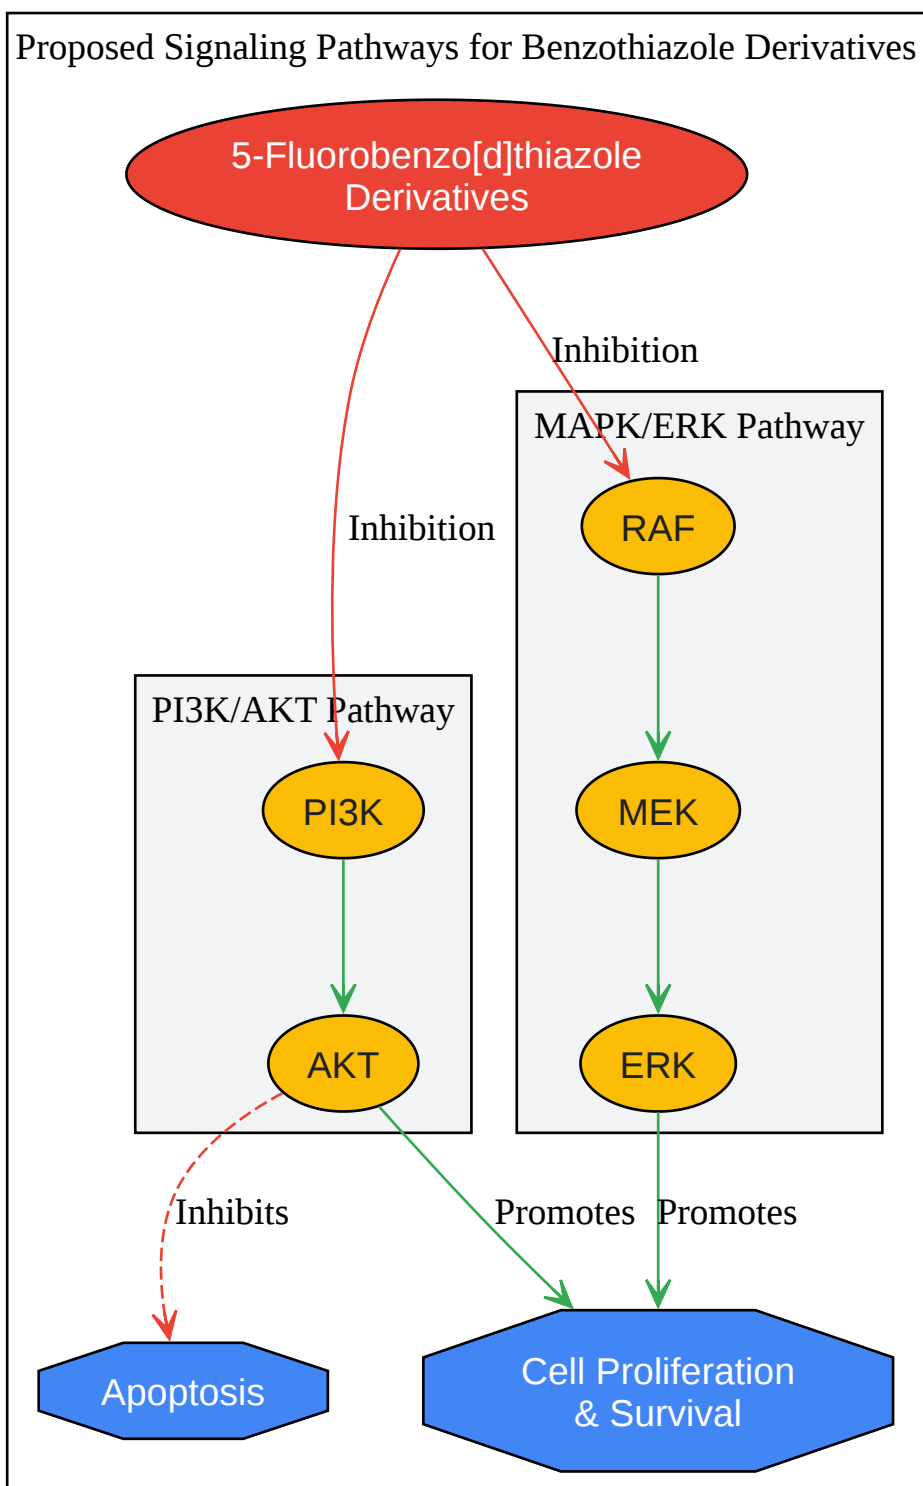 Proposed Signaling Pathways for Benzothiazole Derivatives
5-Fluorobenzo[d]thiazole
Derivatives
Inhibition
MAPK/ERK Pathway
RAF
Inhibition
PI3K/AKT Pathway
PI3K
MEK
AKT
ERK
Inhibits
Promotes
Promotes
Apoptosis
Cell Proliferation
& Survival